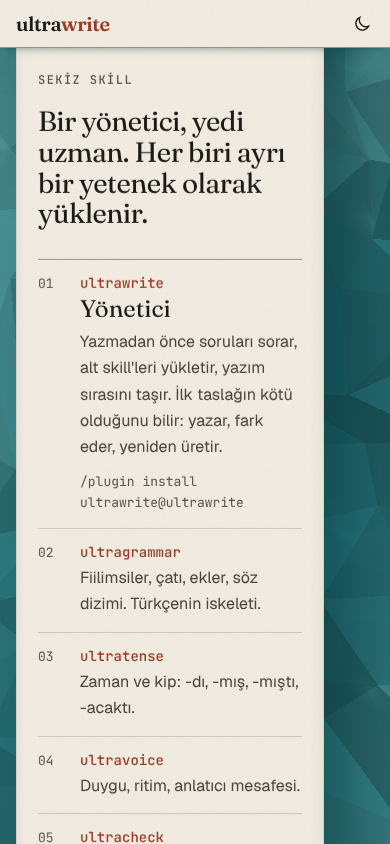 ultrawrite
SEKİZ SKİLL
Bir yönetici, yedi
uzman. Her biri ayrı
bir yetenek olarak
yüklenir.
01 ultrawrite
Yönetici
Yazmadan önce soruları sorar,
alt skill'leri yükletir, yazım
sırasını taşır. İlk taslağın kötü
olduğunu bilir: yazar, fark
eder, yeniden üretir.
/plugin install
ultrawrite@ultrawrite
02 ultragrammar
Fiilimsiler, çatı, ekler, söz
dizimi. Türkçenin iskeleti.
03 ultratense
Zaman ve kip: -dı, -mış, -mıştı,
-acaktı.
04 ultravoice
Duygu, ritim, anlatıcı mesafesi.
05 ultracheck